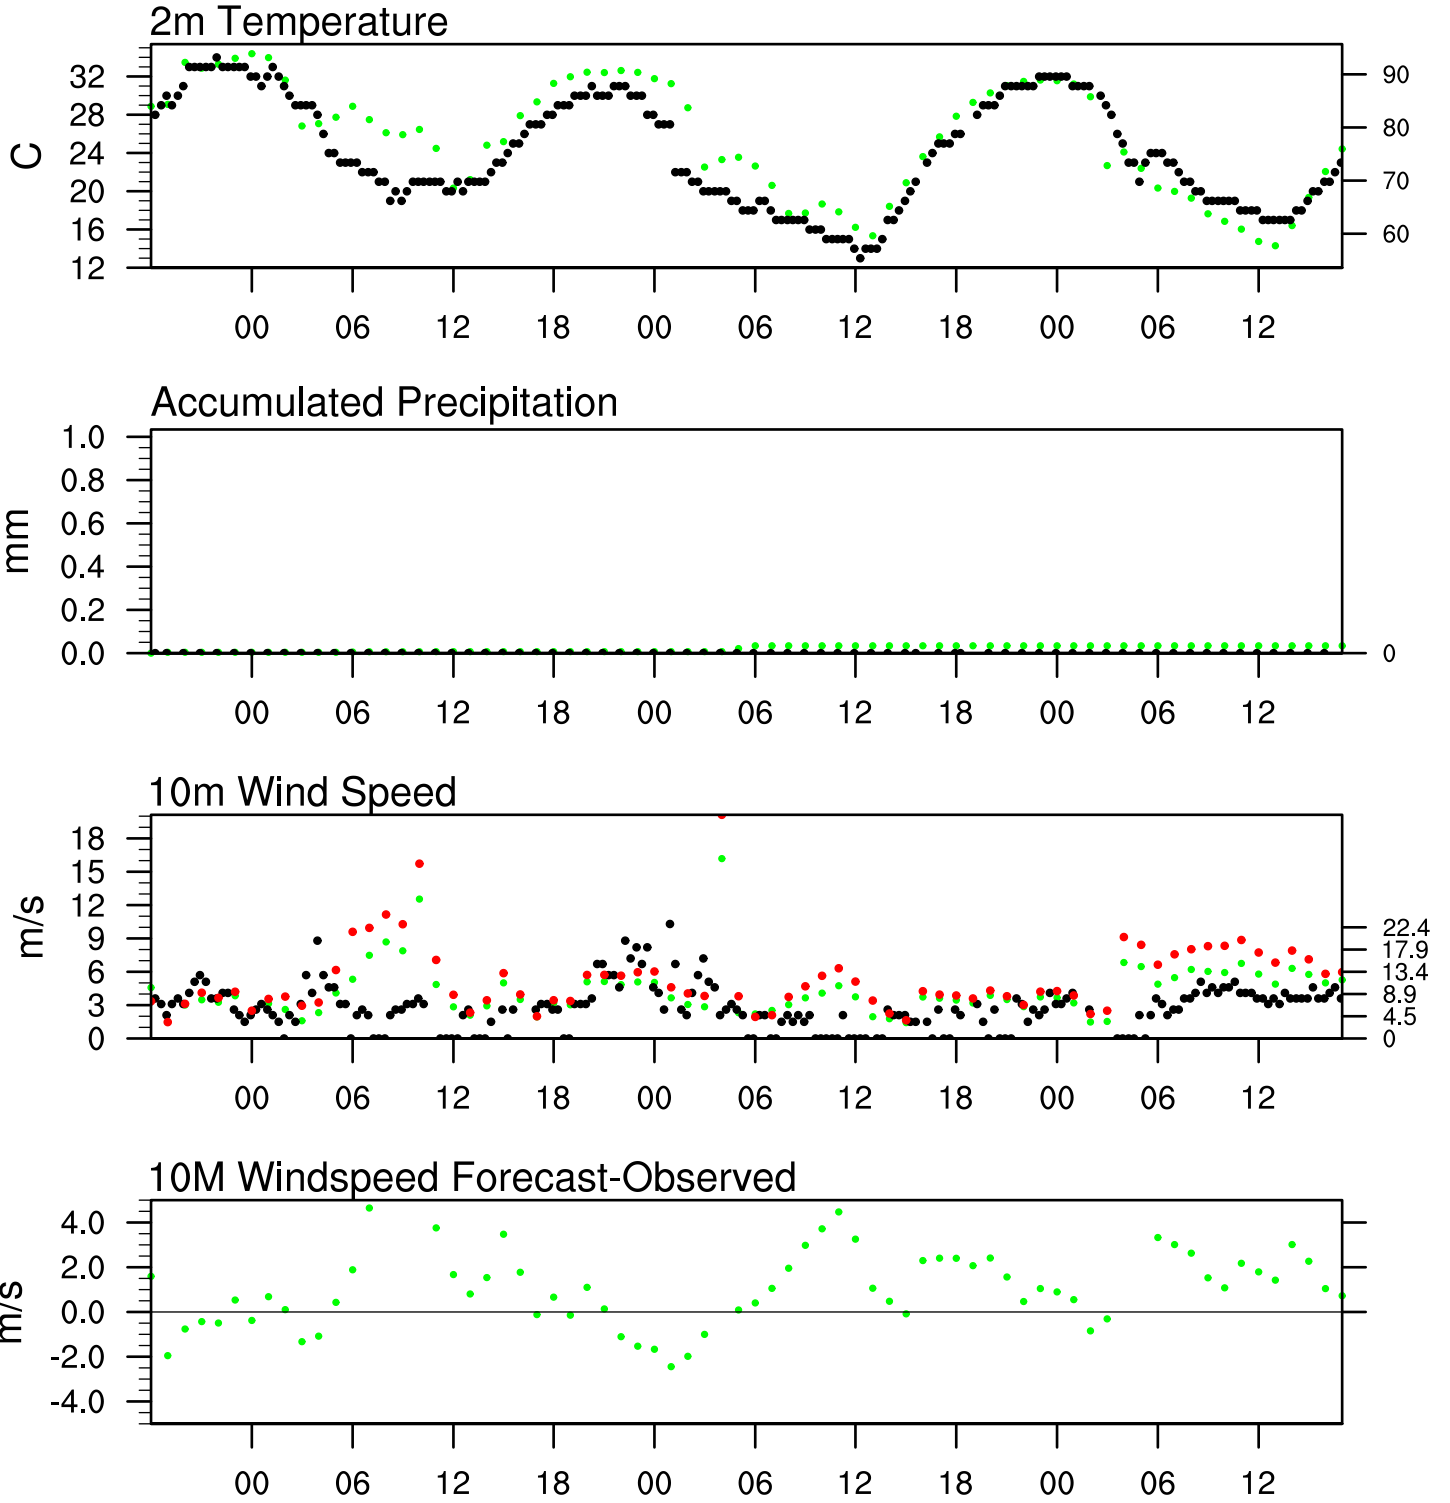 2m Temperature
32
28
24
20
16
12
C
90
80
70
60
00 06 12 18 00 06 12 18 00 06 12
Accumulated Precipitation
1.0
0.8
0.6
0.4
0.2
0.0
mm
0
00 06 12 18 00 06 12 18 00 06 12
10m Wind Speed
18
15
12
9
6
3
0
m/s
22.4
17.9
13.4
8.9
4.5
0
00 06 12 18 00 06 12 18 00 06 12
10M Windspeed Forecast-Observed
4.0
2.0
0.0
-2.0
-4.0
m/s
00 06 12 18 00 06 12 18 00 06 12